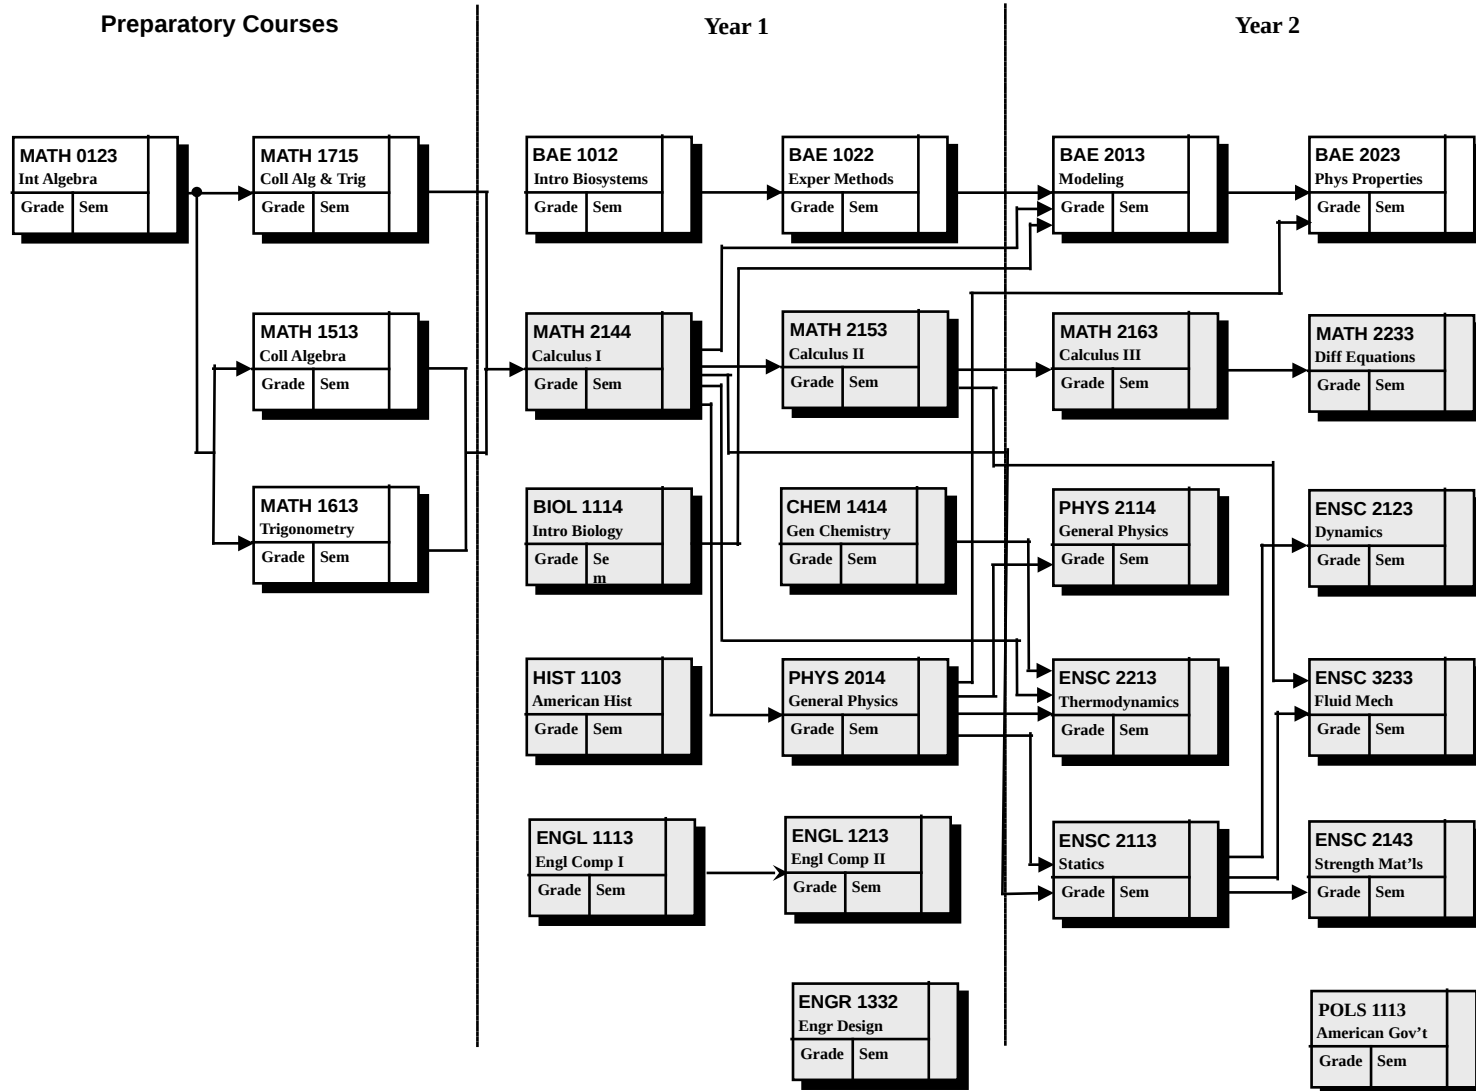 Preparatory Courses
Year 1
Year 2
MATH 0123
Int Algebra
Grade Sem
MATH 1715
Coll Alg & Trig
Grade Sem
BAE 1012
Intro Biosystems
Grade Sem
BAE 1022
Exper Methods
Grade Sem
BAE 2013
Modeling
Grade Sem
BAE 2023
Phys Properties
Grade Sem
MATH 1513
Coll Algebra
Grade Sem
MATH 2144
Calculus I
Grade Sem
MATH 2153
Calculus II
Grade Sem
MATH 2163
Calculus III
Grade Sem
MATH 2233
Diff Equations
Grade Sem
MATH 1613
Trigonometry
Grade Sem
BIOL 1114
Intro Biology
Grade Se
m
CHEM 1414
Gen Chemistry
Grade Sem
PHYS 2114
General Physics
Grade Sem
ENSC 2123
Dynamics
Grade Sem
HIST 1103
American Hist
Grade Sem
PHYS 2014
General Physics
Grade Sem
ENSC 2213
Thermodynamics
Grade Sem
ENSC 3233
Fluid Mech
Grade Sem
ENGL 1113
Engl Comp I
Grade Sem
ENGL 1213
Engl Comp II
Grade Sem
ENSC 2113
Statics
Grade Sem
ENSC 2143
Strength Mat’ls
Grade Sem
ENGR 1332
Engr Design
Grade Sem
POLS 1113
American Gov’t
Grade Sem